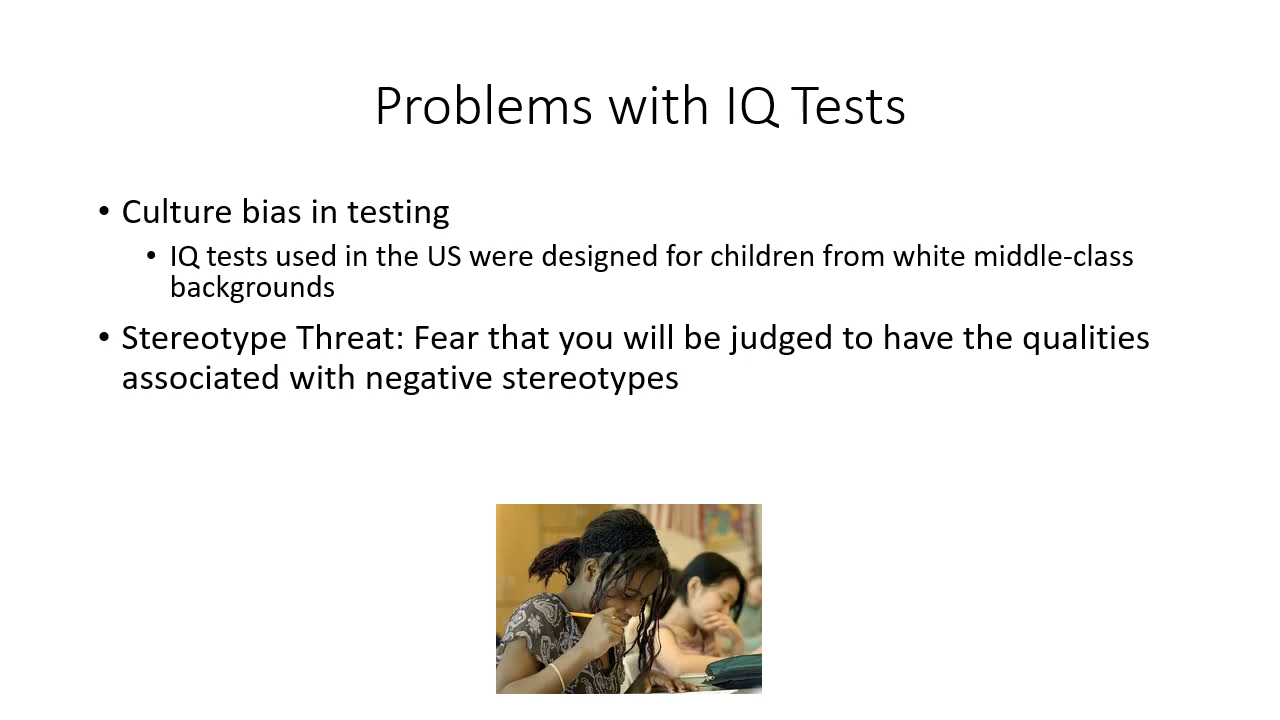 Problems with IQ Tests
• Culture bias in testing
• IQ tests used in the US were designed for children from white middle-class
backgrounds
• Stereotype Threat: Fear that you will be judged to have the qualities
associated with negative stereotypes